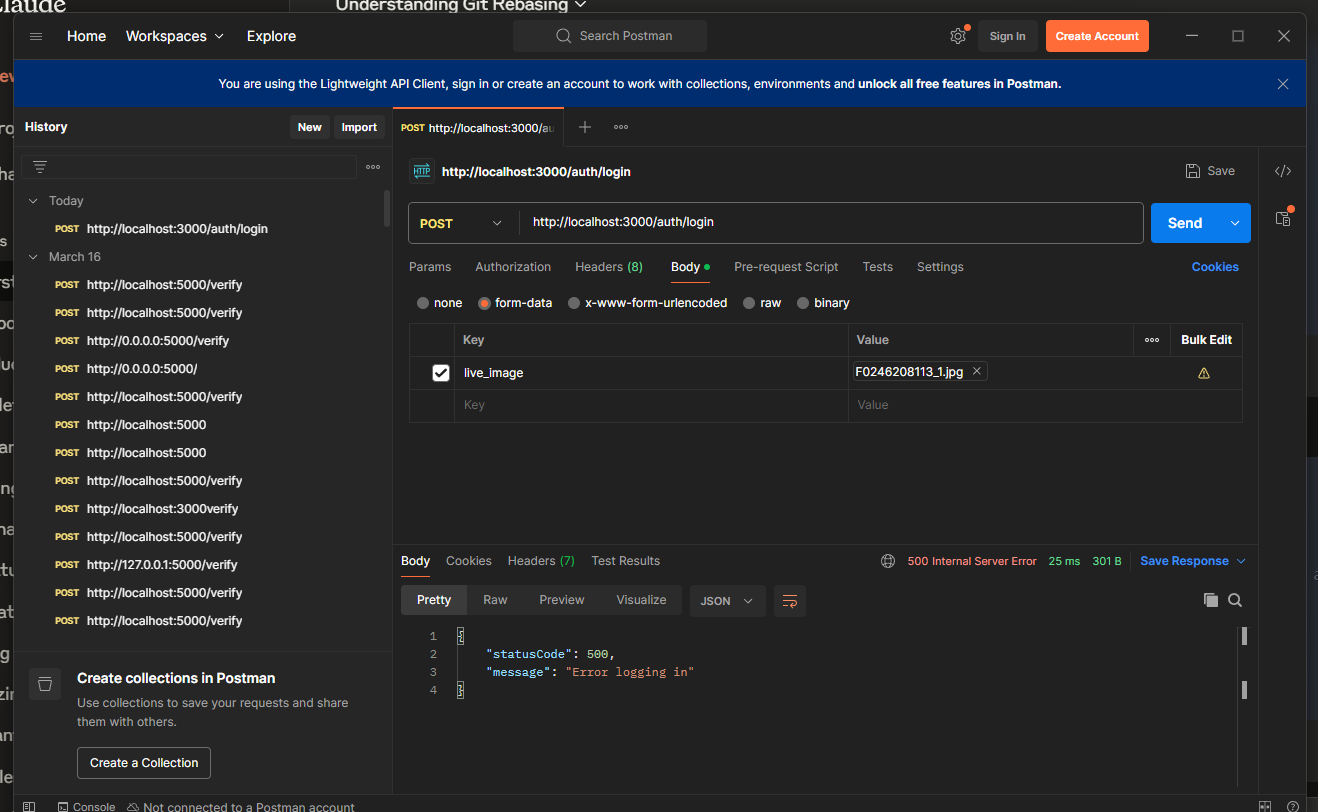 Claude
Understanding Git Rebasing
Home Workspaces Explore Search Postman Sign In Create Account
You are using the Lightweight API Client, sign in or create an account to work with collections, environments and unlock all free features in Postman.
History New Import
POST http://localhost:3000/au
HTTP http://localhost:3000/auth/login Save
Today
POST http://localhost:3000/auth/login
March 16
POST http://localhost:5000/verify
POST http://localhost:5000/verify
POST http://0.0.0.0:5000/verify
POST http://0.0.0.0:5000/
POST http://localhost:5000/verify
POST http://localhost:5000
POST http://localhost:5000
POST http://localhost:5000/verify
POST http://localhost:3000verify
POST http://localhost:5000/verify
POST http://127.0.0.1:5000/verify
POST http://localhost:5000/verify
POST http://localhost:5000/verify
Create collections in Postman
Use collections to save your requests and share
them with others.
Create a Collection
POST http://localhost:3000/auth/login Send
Params Authorization Headers (8) Body Pre-request Script Tests Settings Cookies
none form-data x-www-form-urlencoded raw binary
Key Value Bulk Edit
live_image F0246208113_1.jpg
Key Value
Body Cookies Headers (7) Test Results 500 Internal Server Error 25 ms 301 B Save Response
Pretty Raw Preview Visualize JSON
1 {
2 "statusCode": 500,
3 "message": "Error logging in"
4 }
Console Not connected to a Postman account